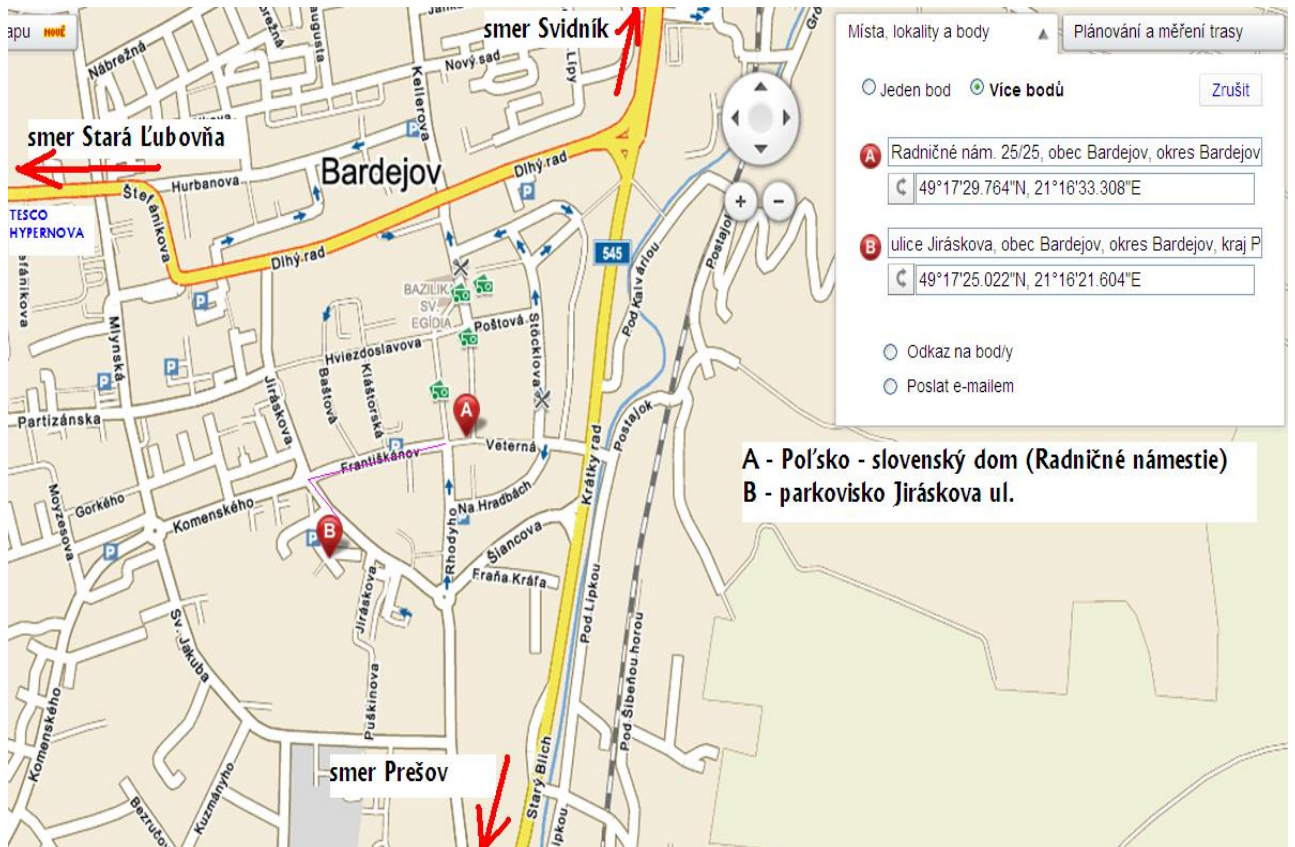 apu NOVÉ
smer Svidník
smer Stará Ľubovňa
TESCO
HYPERNOVA
Bardejov
Nábrežná
Nový.sad
Kellerova
Lípy
Hurbanova
Štefánikova
Dlhý.rad
Dlhý.rad
545
Postajok
Pod.Kalváriou
BAZILIKA
SV.
EGÍDIA
Poštová
Stöcklova
Hviezdoslavova
Baštová
Kláštorská
Mlynská
Jiráskova
Partizánska
A
Františkánov
Veterná
Postajok
Krátky rad
Moyzesova
Gorkého
Komenského
B
Rhodyho
Na.Hradbách
Šiancova
Fraňa.Kráľa
Jiráskova
Pod.Lipkou
Pod.Šibeňou.horou
Sv..Jakuba
Puškinova
Komenského
smer Prešov
Starý.Blich
Kuzmányho
Místa, lokality a body
Plánování a měření trasy
Jeden bod
Více bodů
Zrušit
A
Radničné nám. 25/25, obec Bardejov, okres Bardejov
49°17'29.764"N, 21°16'33.308"E
B
ulice Jiráskova, obec Bardejov, okres Bardejov, kraj P
49°17'25.022"N, 21°16'21.604"E
Odkaz na bod/y
Poslat e-mailem
A - Poľsko - slovenský dom (Radničné námestie)
B - parkovisko Jiráskova ul.